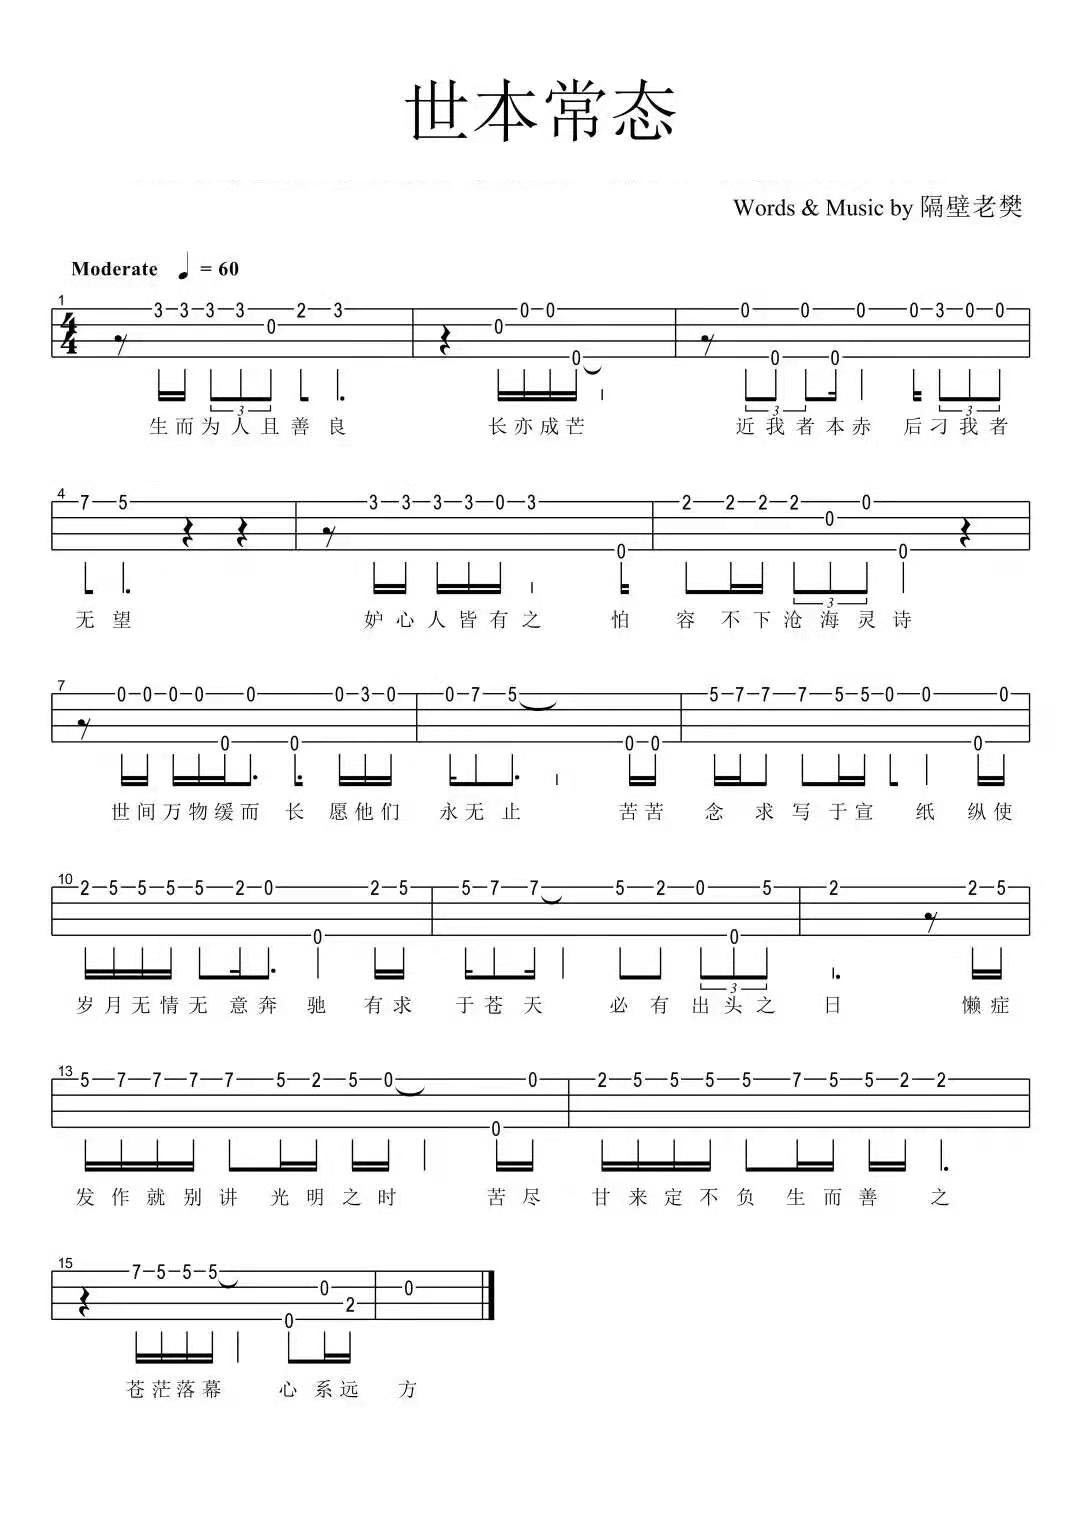 世本常态
Words & Music by 隔壁老樊
Moderate ♩ = 60
1
3 3 3 3 0 2 3 0 0 0 0 0 0 0 0 0 0 3 0 0
4 4
3 3 3
生而为人且善良 长亦成芒 近我者本赤 后刁我者
4
7 5 3 3 3 3 0 3 0 2 2 2 2 0 0 0
3
无望 妒心人皆有之 怕 容不下沧海灵诗
7
0 0 0 0 0 0 0 0 3 0 0 7 5 0 0 5 7 7 7 5 5 0 0 0 0
世间万物缓而长 愿他们 永无止 苦苦 念求写于宣纸 纵使
10
2 5 5 5 5 2 0 0 2 5 5 7 7 5 2 0 0 5 2 2 5
3
岁月无情无意奔驰 有求 于苍天 必有出头之 日 懒症
13
5 7 7 7 7 5 2 5 0 0 0 2 5 5 5 5 7 5 5 2 2
发作就别讲光明之时 苦尽 甘来定不负生而善之
15
7 5 5 5 0 0 2 0
苍茫落幕 心系远 方